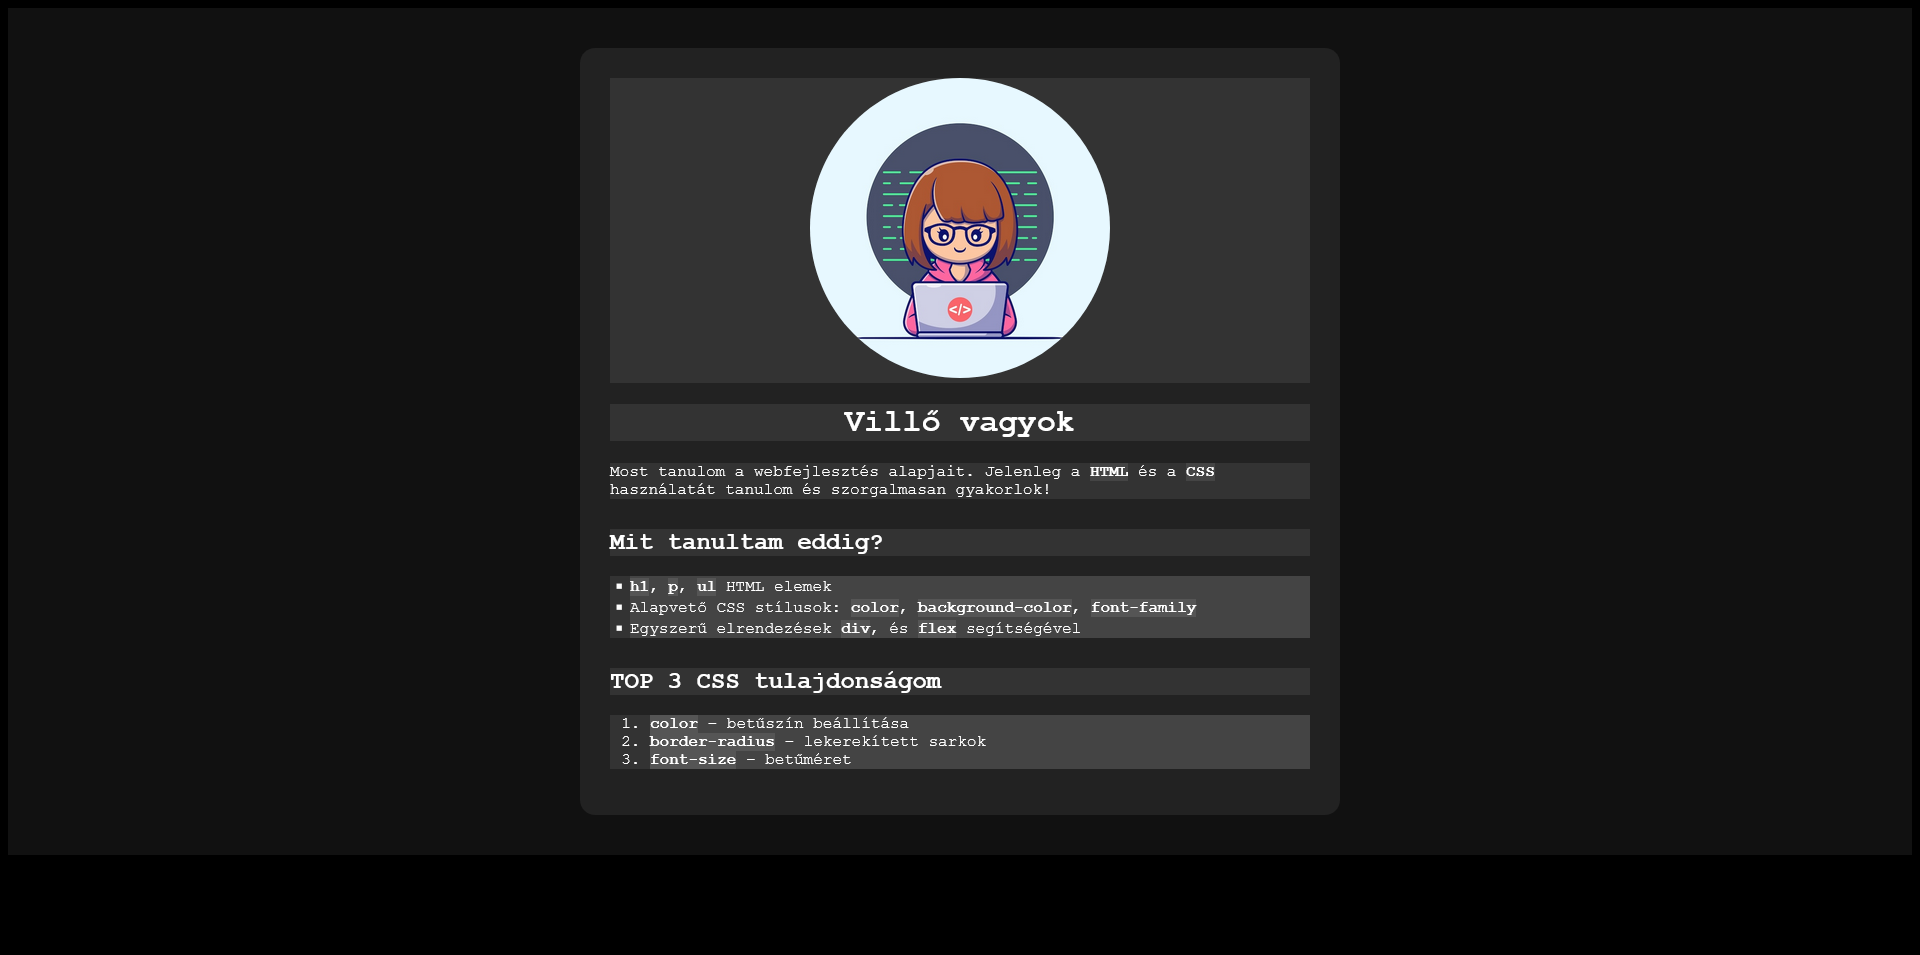 </>
Villő vagyok
Most tanulom a webfejlesztés alapjait. Jelenleg a HTML és a CSS
használatát tanulom és szorgalmasan gyakorlok!
Mit tanultam eddig?
▪ h1, p, ul HTML elemek
▪ Alapvető CSS stílusok: color, background-color, font-family
▪ Egyszerű elrendezések div, és flex segítségével
TOP 3 CSS tulajdonságom
1. color – betűszín beállítása
2. border-radius – lekerekített sarkok
3. font-size – betűméret